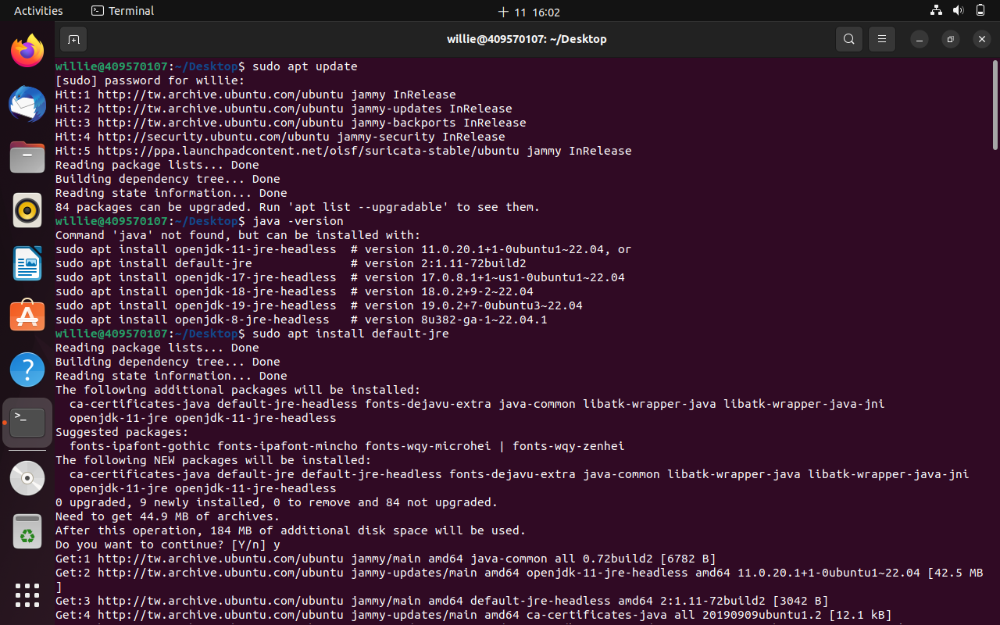 Activities
Terminal
十 11 16:02
willie@409570107: ~/Desktop
willie@409570107:~/Desktop$ sudo apt update
[sudo] password for willie:
Hit:1 http://tw.archive.ubuntu.com/ubuntu jammy InRelease
Hit:2 http://tw.archive.ubuntu.com/ubuntu jammy-updates InRelease
Hit:3 http://tw.archive.ubuntu.com/ubuntu jammy-backports InRelease
Hit:4 http://security.ubuntu.com/ubuntu jammy-security InRelease
Hit:5 https://ppa.launchpadcontent.net/oisf/suricata-stable/ubuntu jammy InRelease
Reading package lists... Done
Building dependency tree... Done
Reading state information... Done
84 packages can be upgraded. Run 'apt list --upgradable' to see them.
willie@409570107:~/Desktop$ java -version
Command 'java' not found, but can be installed with:
sudo apt install openjdk-11-jre-headless  # version 11.0.20.1+1-0ubuntu1~22.04, or
sudo apt install default-jre              # version 2:1.11-72build2
sudo apt install openjdk-17-jre-headless  # version 17.0.8.1+1~us1-0ubuntu1~22.04
sudo apt install openjdk-18-jre-headless  # version 18.0.2+9-2~22.04
sudo apt install openjdk-19-jre-headless  # version 19.0.2+7-0ubuntu3~22.04
sudo apt install openjdk-8-jre-headless   # version 8u382-ga-1~22.04.1
willie@409570107:~/Desktop$ sudo apt install default-jre
Reading package lists... Done
Building dependency tree... Done
Reading state information... Done
The following additional packages will be installed:
  ca-certificates-java default-jre-headless fonts-dejavu-extra java-common libatk-wrapper-java libatk-wrapper-java-jni
  openjdk-11-jre openjdk-11-jre-headless
Suggested packages:
  fonts-ipafont-gothic fonts-ipafont-mincho fonts-wqy-microhei | fonts-wqy-zenhei
The following NEW packages will be installed:
  ca-certificates-java default-jre default-jre-headless fonts-dejavu-extra java-common libatk-wrapper-java libatk-wrapper-java-jni
  openjdk-11-jre openjdk-11-jre-headless
0 upgraded, 9 newly installed, 0 to remove and 84 not upgraded.
Need to get 44.9 MB of archives.
After this operation, 184 MB of additional disk space will be used.
Do you want to continue? [Y/n] y
Get:1 http://tw.archive.ubuntu.com/ubuntu jammy/main amd64 java-common all 0.72build2 [6782 B]
Get:2 http://tw.archive.ubuntu.com/ubuntu jammy-updates/main amd64 openjdk-11-jre-headless amd64 11.0.20.1+1-0ubuntu1~22.04 [42.5 MB
]
Get:3 http://tw.archive.ubuntu.com/ubuntu jammy/main amd64 default-jre-headless amd64 2:1.11-72build2 [3042 B]
Get:4 http://tw.archive.ubuntu.com/ubuntu jammy-updates/main amd64 ca-certificates-java all 20190909ubuntu1.2 [12.1 kB]